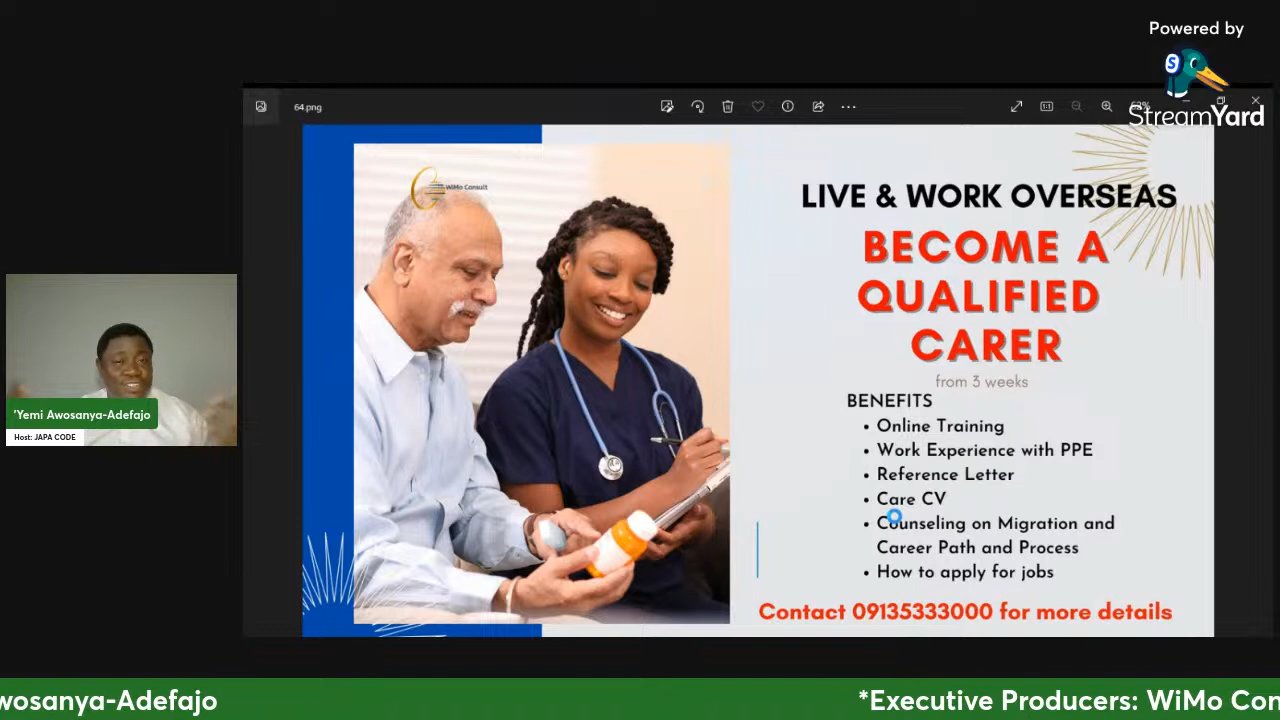 Powered by
StreamYard
64.png
WiMo Consult
LIVE & WORK OVERSEAS
BECOME A
QUALIFIED
CARER
from 3 weeks
BENEFITS
• Online Training
• Work Experience with PPE
• Reference Letter
• Care CV
• Counseling on Migration and
Career Path and Process
• How to apply for jobs
Contact 09135333000 for more details
'Yemi Awosanya-Adefajo
Host: JAPA CODE
wosanya-Adefajo
*Executive Producers: WiMo Con